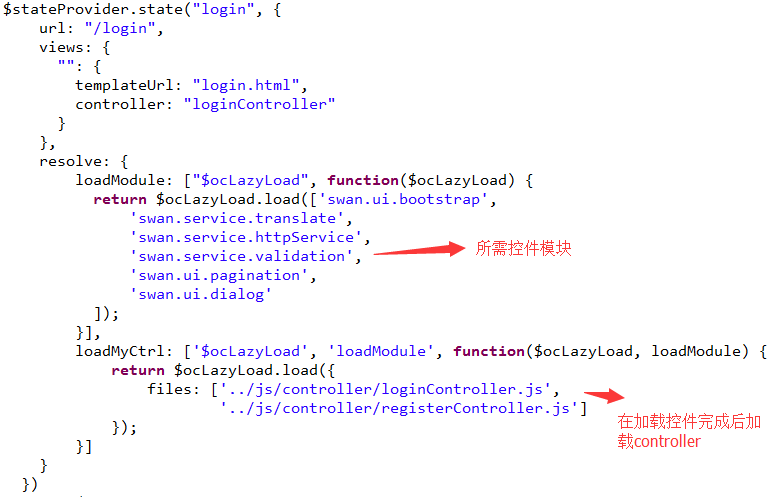 $stateProvider.state("login", {
    url: "/login",
    views: {
      "": {
        templateUrl: "login.html",
        controller: "loginController"
      }
    },
    resolve: {
        loadModule: ["$ocLazyLoad", function($ocLazyLoad) {
          return $ocLazyLoad.load(['swan.ui.bootstrap',
              'swan.service.translate',
              'swan.service.httpService',
              'swan.service.validation',
所需控件模块
              'swan.ui.pagination',
              'swan.ui.dialog'
          ]);
        }],
        loadMyCtrl: ['$ocLazyLoad', 'loadModule', function($ocLazyLoad, loadModule) {
            return $ocLazyLoad.load({
                files: ['../js/controller/loginController.js',
                        '../js/controller/registerController.js']
在加载控件完成后加
载controller
            });
        }]
    }
  })